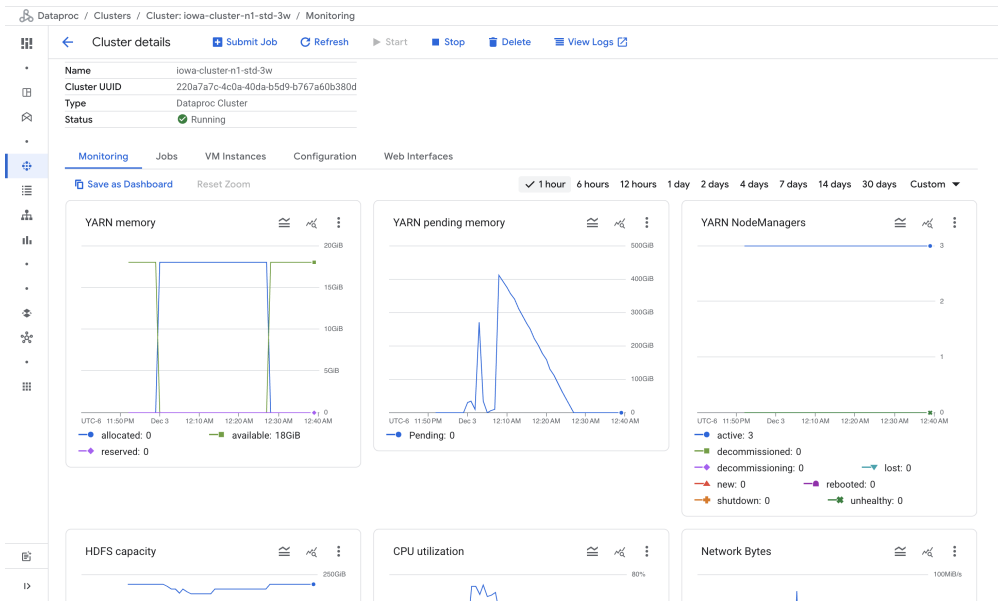 Dataproc / Clusters / Cluster: iowa-cluster-n1-std-3w / Monitoring
Cluster details Submit Job Refresh Start Stop Delete View Logs
Name iowa-cluster-n1-std-3w
Cluster UUID 220a7a7c-4c0a-40da-b5d9-b767a60b380d
Type Dataproc Cluster
Status Running
Monitoring Jobs VM Instances Configuration Web Interfaces
Save as Dashboard Reset Zoom 1 hour 6 hours 12 hours 1 day 2 days 4 days 7 days 14 days 30 days Custom
YARN memory
20GiB
15GiB
10GiB
5GiB
0
UTC-6 11:50 PM Dec 3 12:10 AM 12:20 AM 12:30 AM 12:40 AM
allocated: 0 available: 18GiB
reserved: 0
YARN pending memory
500GiB
400GiB
300GiB
200GiB
100GiB
0
UTC-6 11:50 PM Dec 3 12:10 AM 12:20 AM 12:30 AM 12:40 AM
Pending: 0
YARN NodeManagers
3
2
1
0
UTC-6 11:50 PM Dec 3 12:10 AM 12:20 AM 12:30 AM 12:40 AM
active: 3
decommissioned: 0
decommissioning: 0 lost: 0
new: 0 rebooted: 0
shutdown: 0 unhealthy: 0
HDFS capacity
250GiB
CPU utilization
80%
Network Bytes
100MiB/s